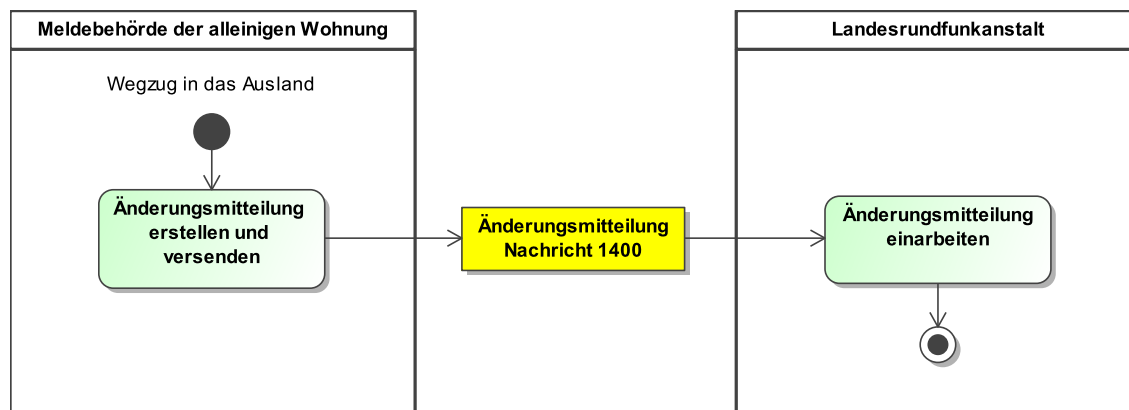 Meldebehörde der alleinigen Wohnung
Landesrundfunkanstalt
Wegzug in das Ausland
Änderungsmitteilung
erstellen und
versenden
Änderungsmitteilung
Nachricht 1400
Änderungsmitteilung
einarbeiten